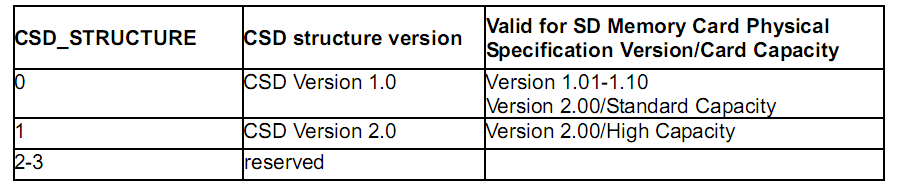 CSD_STRUCTURE CSD structure version Valid for SD Memory Card Physical
Specification Version/Card Capacity
0 CSD Version 1.0 Version 1.01-1.10
Version 2.00/Standard Capacity
1 CSD Version 2.0 Version 2.00/High Capacity
2-3 reserved